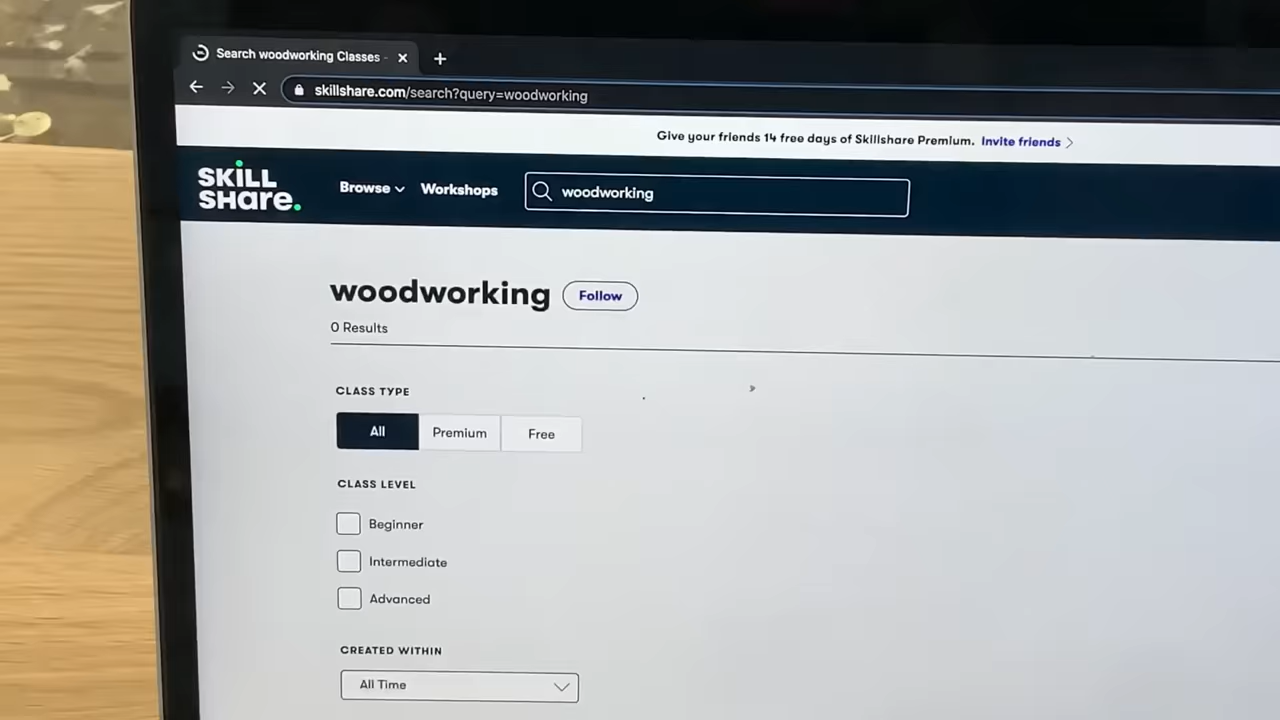 Search woodworking Classes -
skillshare.com/search?query=woodworking
Give your friends 14 free days of Skillshare Premium. Invite friends
SKILL
SHare.
Browse
Workshops
woodworking
woodworking
Follow
0 Results
CLASS TYPE
All
Premium
Free
CLASS LEVEL
Beginner
Intermediate
Advanced
CREATED WITHIN
All Time